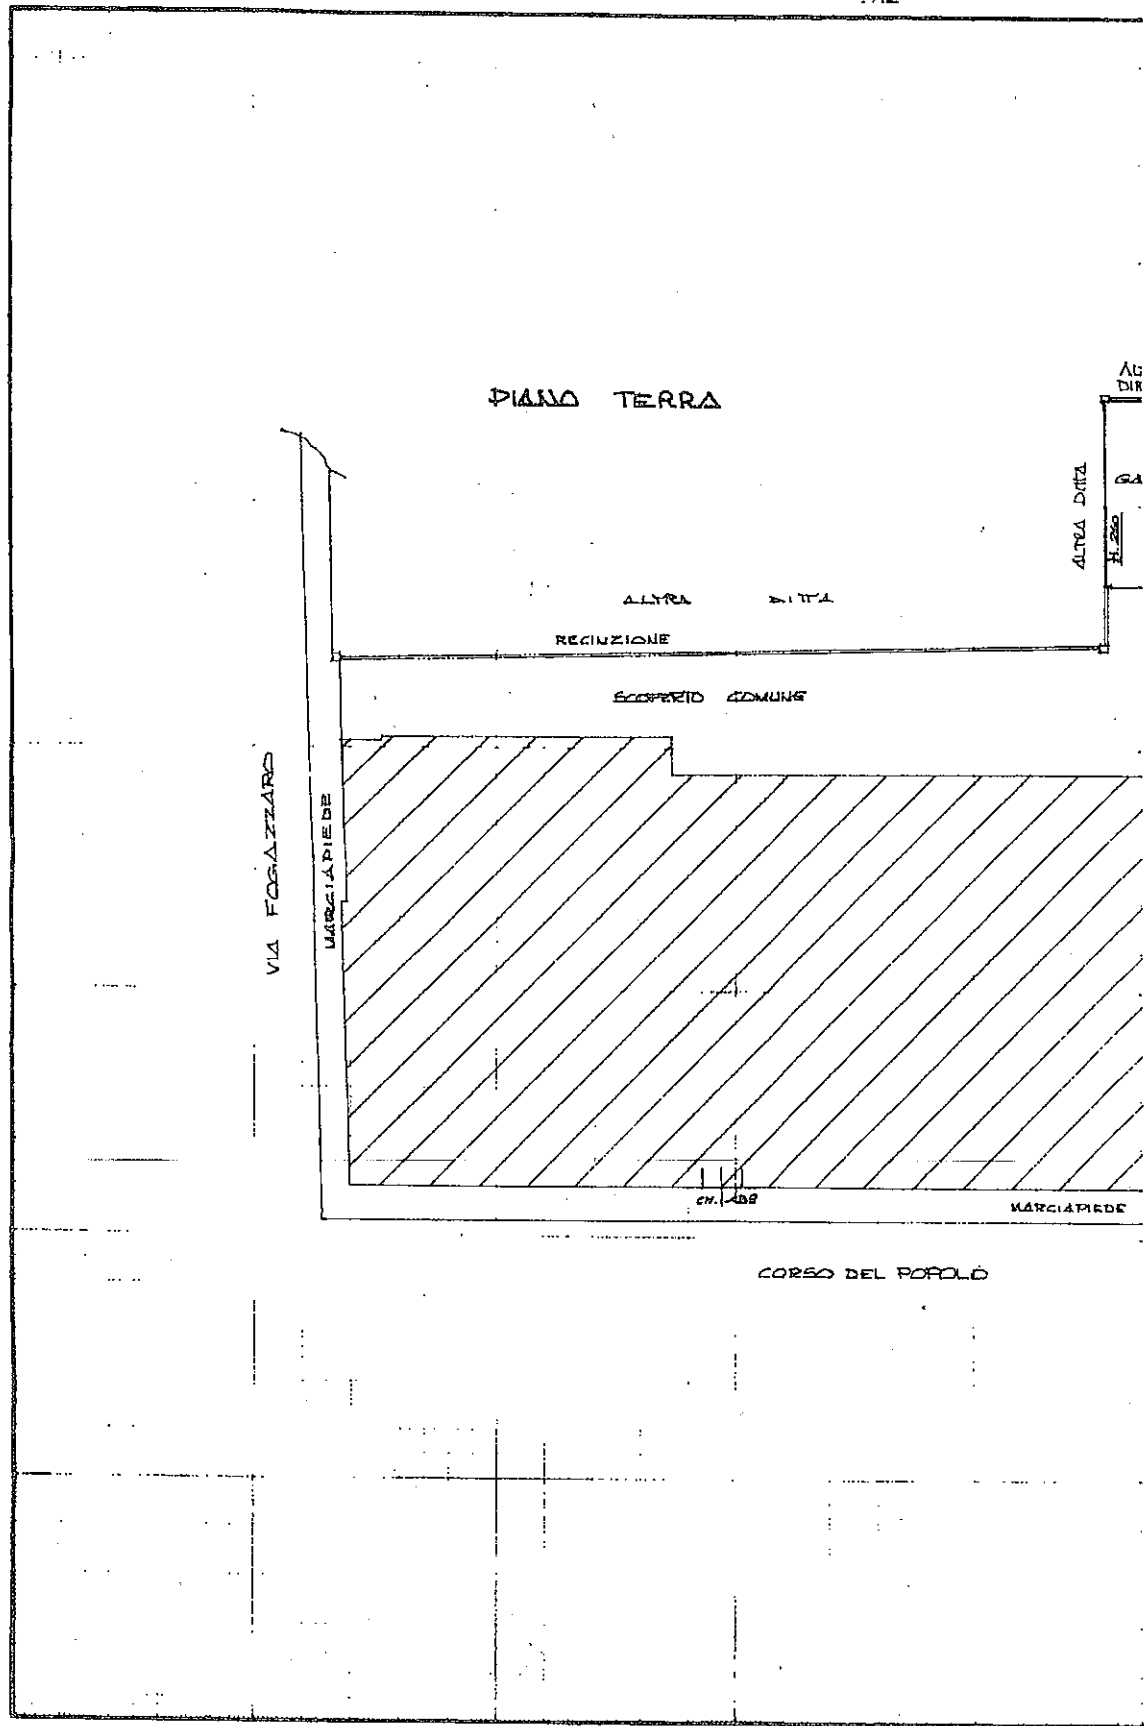 PIANO TERRA
ALTRA DITTA
H. 260
ALTRA DITTA
RECINZIONE
SCOPERTO COMUNE
VIA FOGAZZARO
MARCIAPIEDE
MARCIAPIEDE
CORSO DEL POPOLO